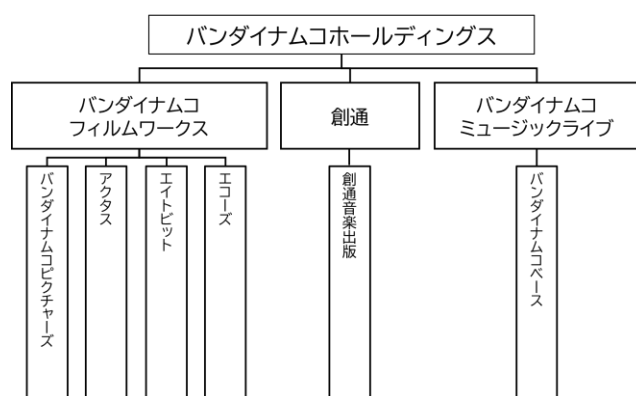 バンダイナムコホールディングス
バンダイナムコ
フィルムワークス
創通
バンダイナムコ
ミュージックライブ
バンダイナムコピクチャーズ
アクタス
エイトビット
エコーズ
創通音楽出版
バンダイナムコベース